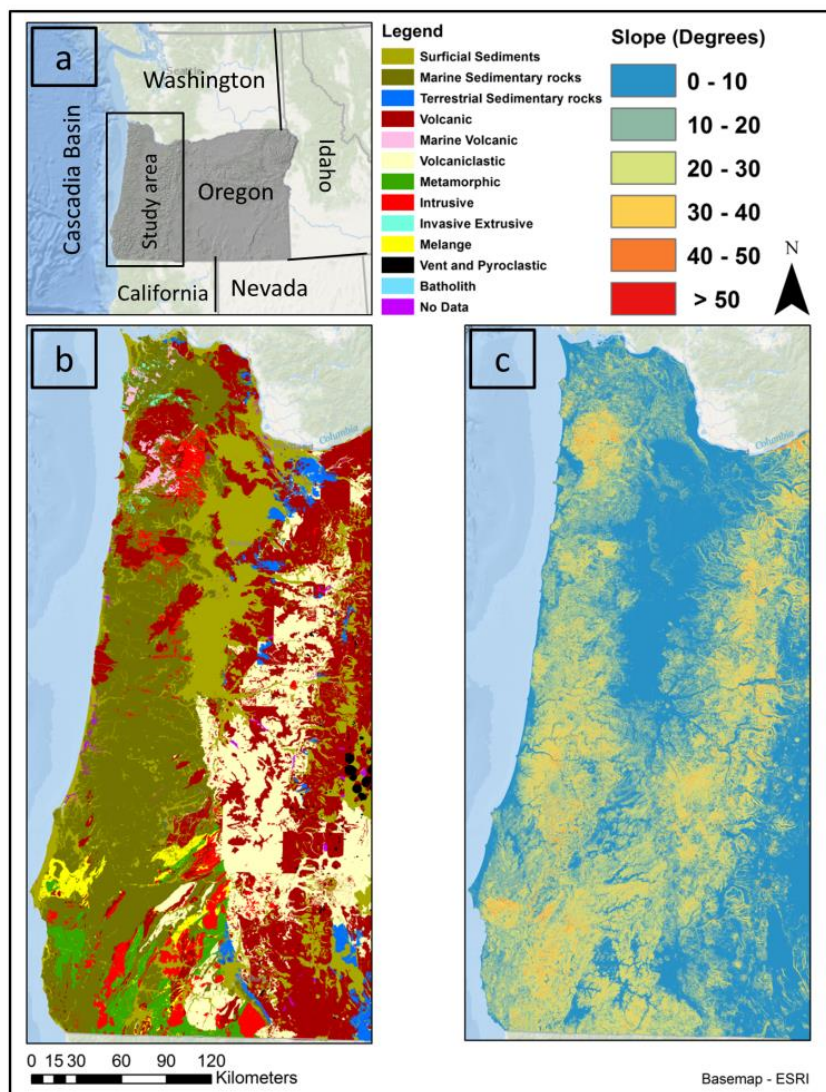 a
Washington
Cascadia Basin
Study area
Oregon
Idaho
California
Nevada
Legend
Surficial Sediments
Marine Sedimentary rocks
Terrestrial Sedimentary rocks
Volcanic
Marine Volcanic
Volcaniclastic
Metamorphic
Intrusive
Invasive Extrusive
Melange
Vent and Pyroclastic
Batholith
No Data
Slope (Degrees)
0 - 10
10 - 20
20 - 30
30 - 40
40 - 50
> 50
N
b
Columbia
c
Columbia
0 15 30 60 90 120
Kilometers
Basemap - ESRI